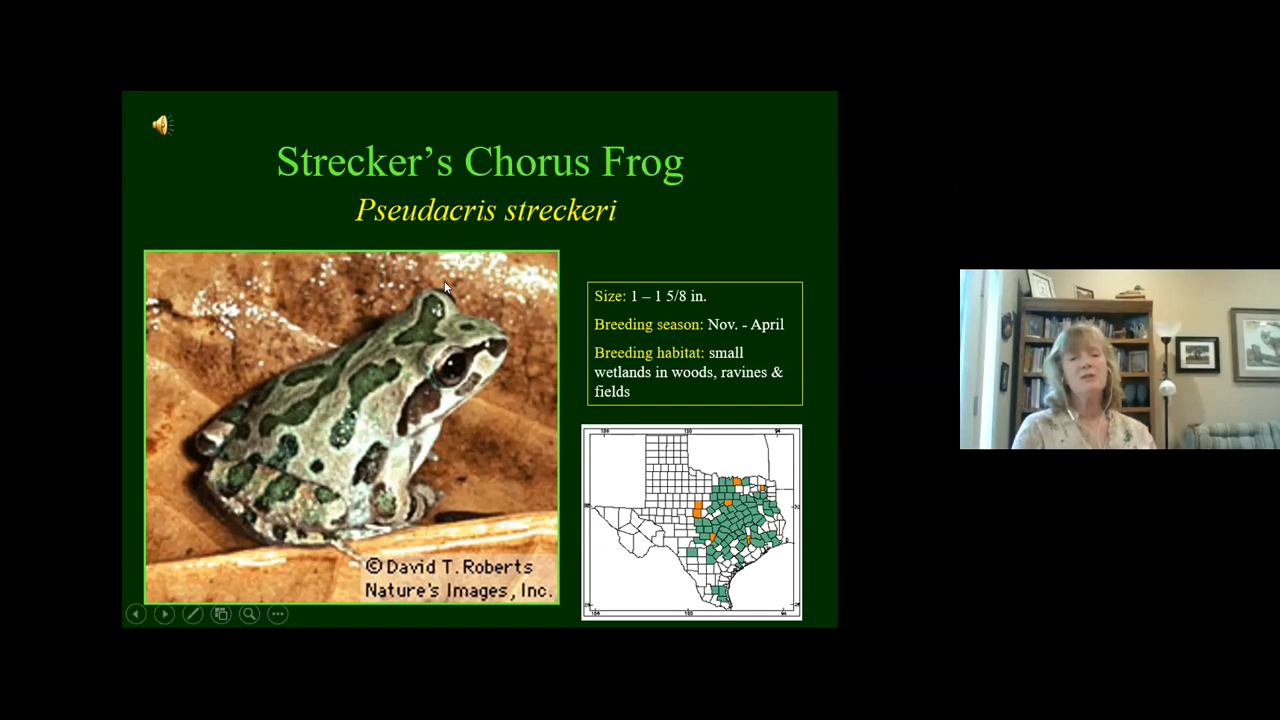 Strecker’s Chorus Frog
Pseudacris streckeri
Size: 1 – 1 5/8 in.
Breeding season: Nov. - April
Breeding habitat: small
wetlands in woods, ravines &
fields
© David T. Roberts
Nature's Images, Inc.